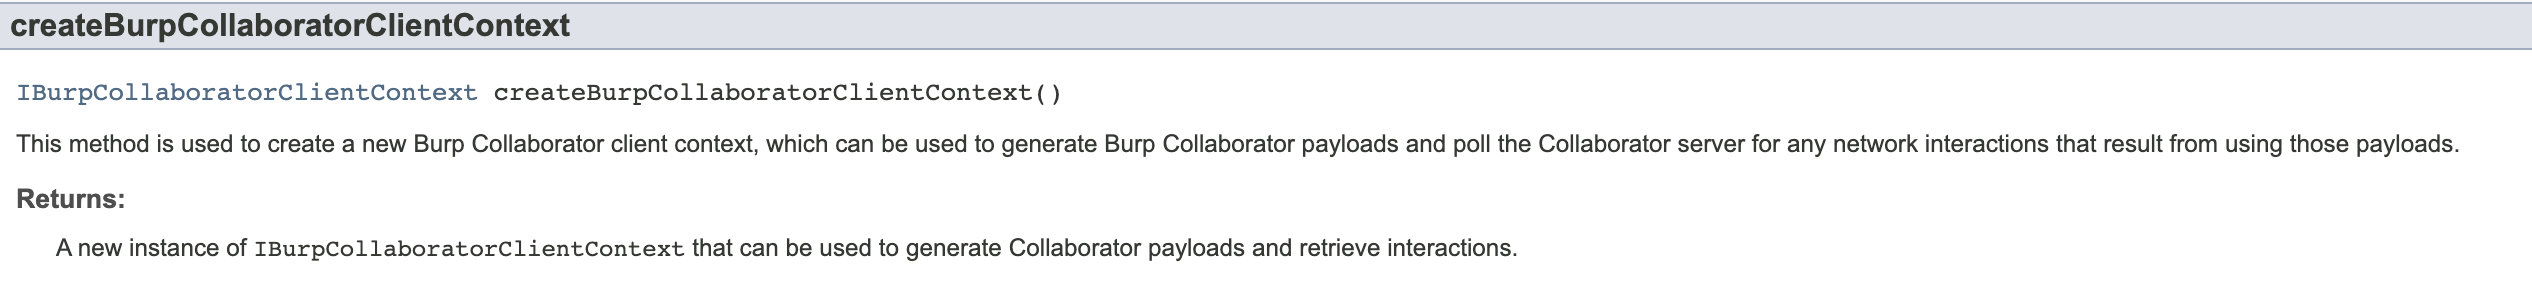 createBurpCollaboratorClientContext
IBurpCollaboratorClientContext createBurpCollaboratorClientContext()
This method is used to create a new Burp Collaborator client context, which can be used to generate Burp Collaborator payloads and poll the Collaborator server for any network interactions that result from using those payloads.
Returns:
A new instance of IBurpCollaboratorClientContext that can be used to generate Collaborator payloads and retrieve interactions.